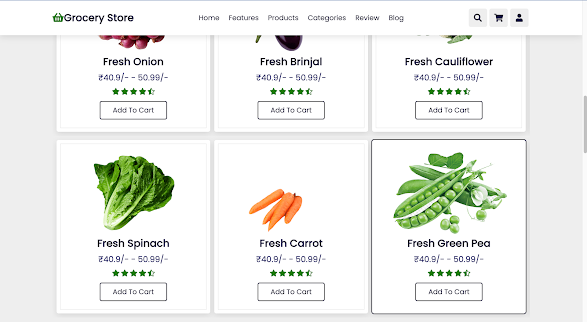 Grocery Store
Home Features Products Categories Review Blog
Fresh Onion
₹40.9/- - 50.99/-
Add To Cart
Fresh Brinjal
₹40.9/- - 50.99/-
Add To Cart
Fresh Cauliflower
₹40.9/- - 50.99/-
Add To Cart
Fresh Spinach
₹40.9/- - 50.99/-
Add To Cart
Fresh Carrot
₹40.9/- - 50.99/-
Add To Cart
Fresh Green Pea
₹40.9/- - 50.99/-
Add To Cart